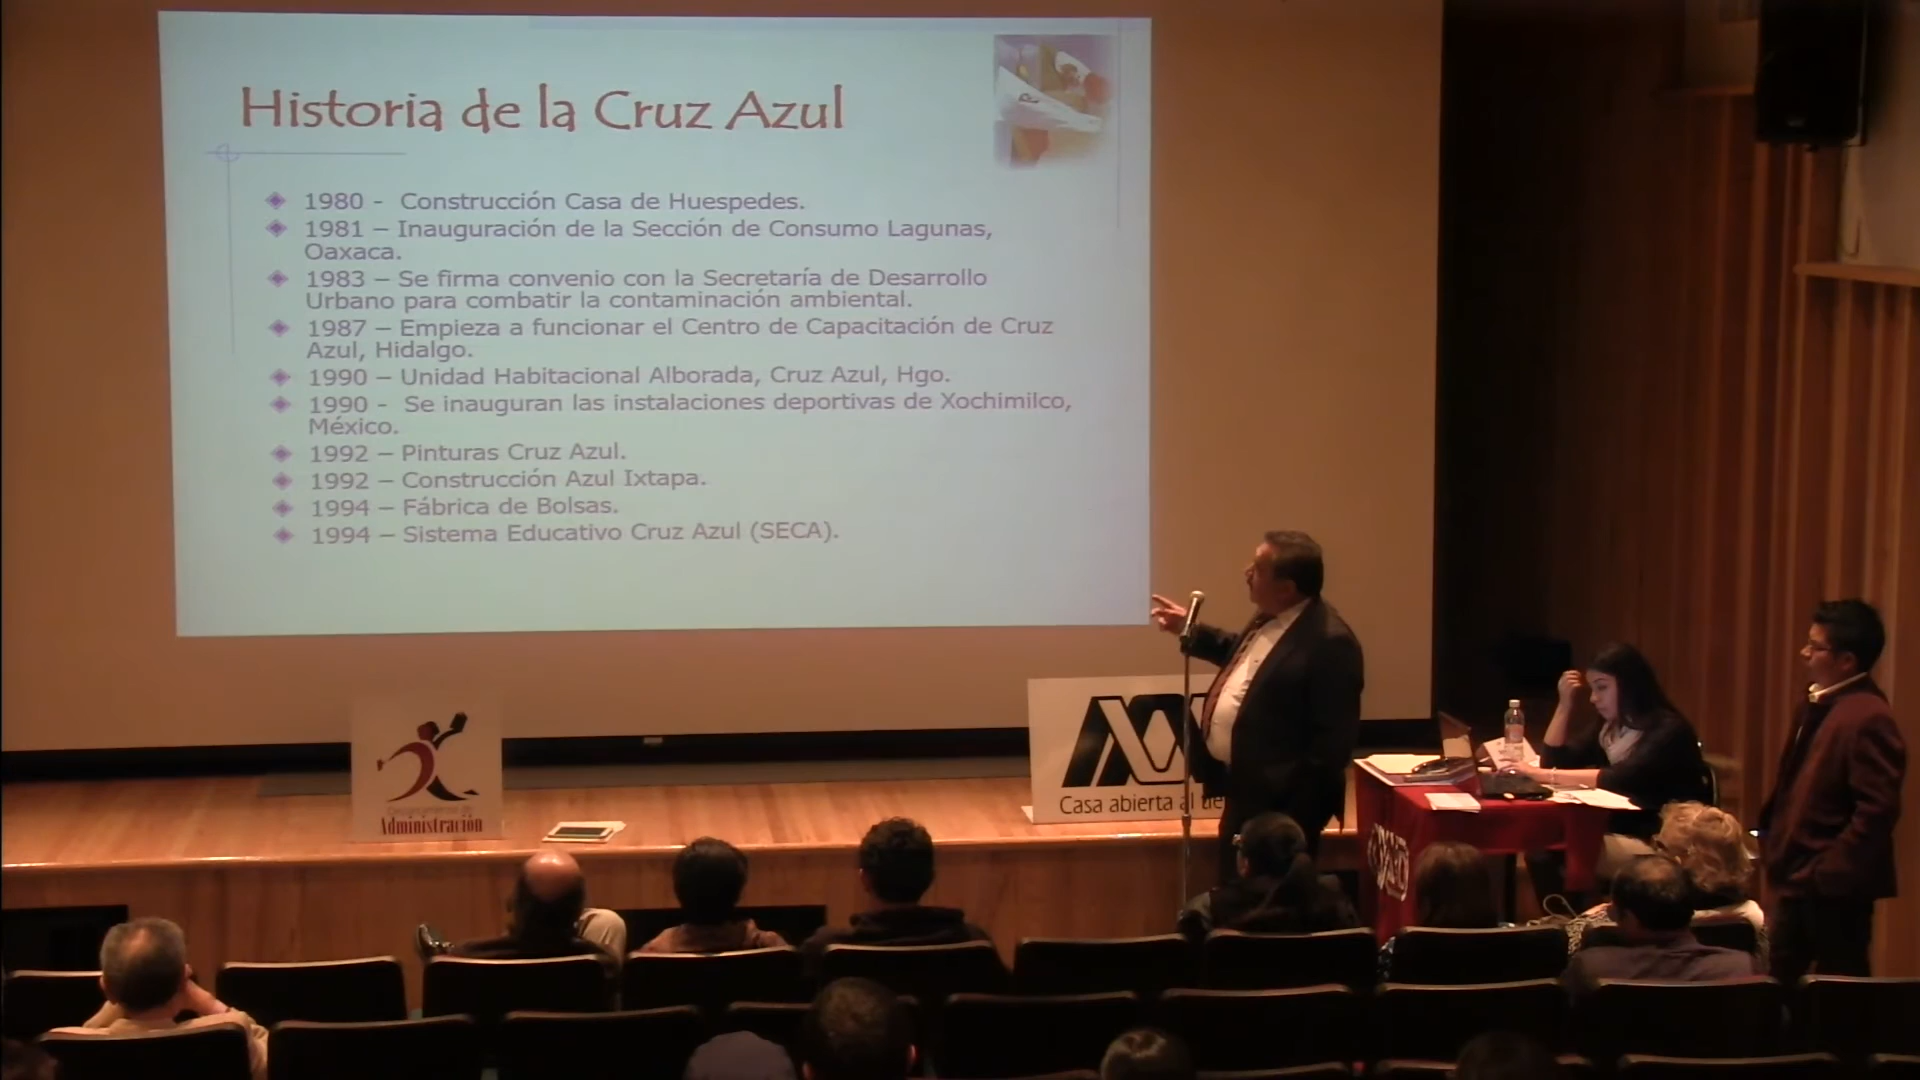 Historia de la Cruz Azul
1980 - Construcción Casa de Huespedes.
1981 – Inauguración de la Sección de Consumo Lagunas,
Oaxaca.
1983 – Se firma convenio con la Secretaría de Desarrollo
Urbano para combatir la contaminación ambiental.
1987 – Empieza a funcionar el Centro de Capacitación de Cruz
Azul, Hidalgo.
1990 – Unidad Habitacional Alborada, Cruz Azul, Hgo.
1990 - Se inauguran las instalaciones deportivas de Xochimilco,
México.
1992 – Pinturas Cruz Azul.
1992 – Construcción Azul Ixtapa.
1994 – Fábrica de Bolsas.
1994 – Sistema Educativo Cruz Azul (SECA).
Administración
Casa abierta al tie